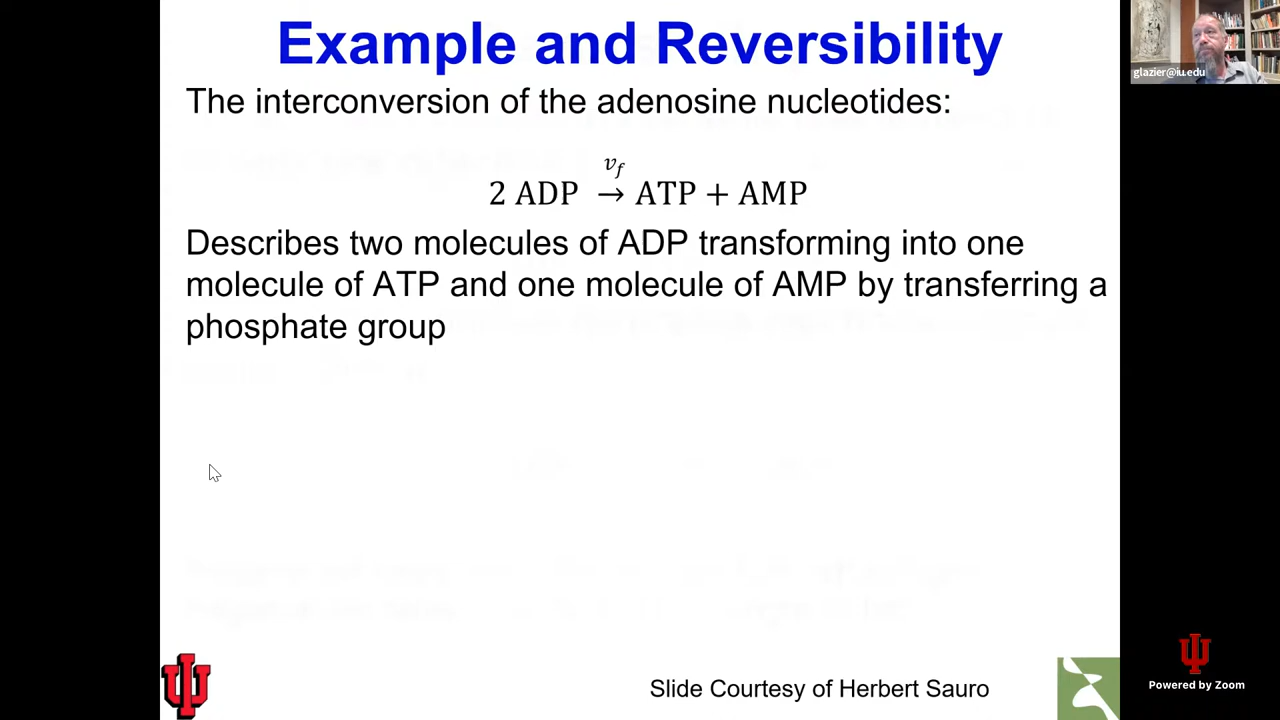 Example and Reversibility
glazier@iu.edu
The interconversion of the adenosine nucleotides:
v_f
2 ADP → ATP + AMP
Describes two molecules of ADP transforming into one
molecule of ATP and one molecule of AMP by transferring a
phosphate group
Slide Courtesy of Herbert Sauro
Powered by Zoom